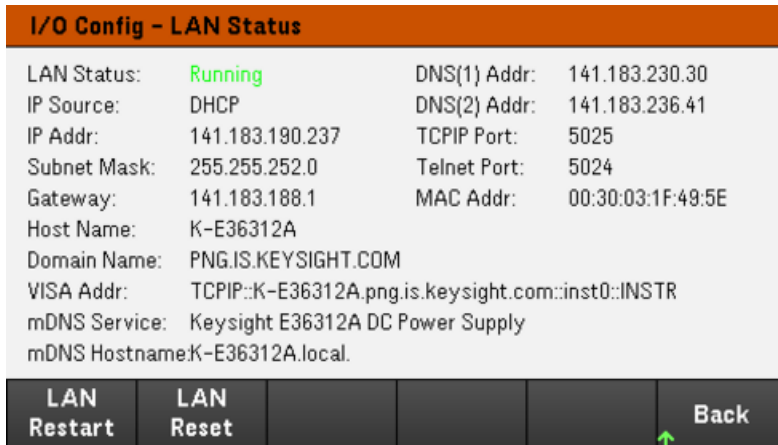 I/O Config - LAN Status
LAN Status: Running DNS(1) Addr: 141.183.230.30
IP Source: DHCP DNS(2) Addr: 141.183.236.41
IP Addr: 141.183.190.237 TCPIP Port: 5025
Subnet Mask: 255.255.252.0 Telnet Port: 5024
Gateway: 141.183.188.1 MAC Addr: 00:30:03:1F:49:5E
Host Name: K-E36312A
Domain Name: PNG.IS.KEYSIGHT.COM
VISA Addr: TCPIP::K-E36312A.png.is.keysight.com::inst0::INSTR
mDNS Service: Keysight E36312A DC Power Supply
mDNS Hostname:K-E36312A.local.
LAN Restart LAN Reset Back